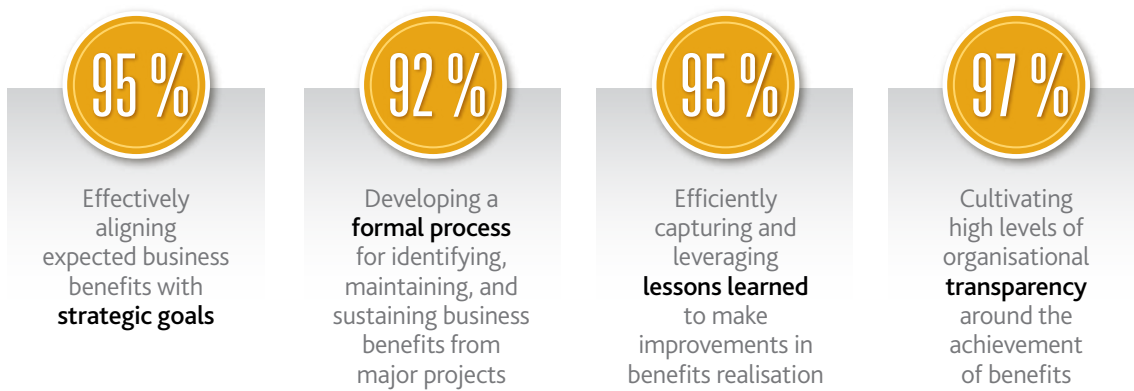 95 %
Effectively
aligning
expected business
benefits with
strategic goals
92 %
Developing a
formal process
for identifying,
maintaining, and
sustaining business
benefits from
major projects
95 %
Efficiently
capturing and
leveraging
lessons learned
to make
improvements in
benefits realisation
97 %
Cultivating
high levels of
organisational
transparency
around the
achievement
of benefits